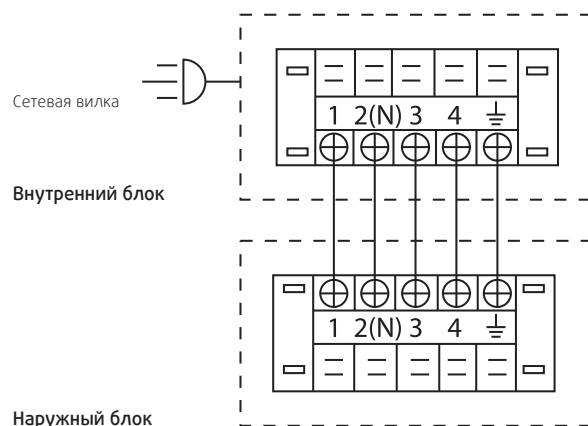 Сетевая вилка
1 2(N) 3 4
Внутренний блок
1 2(N) 3 4
Наружный блок